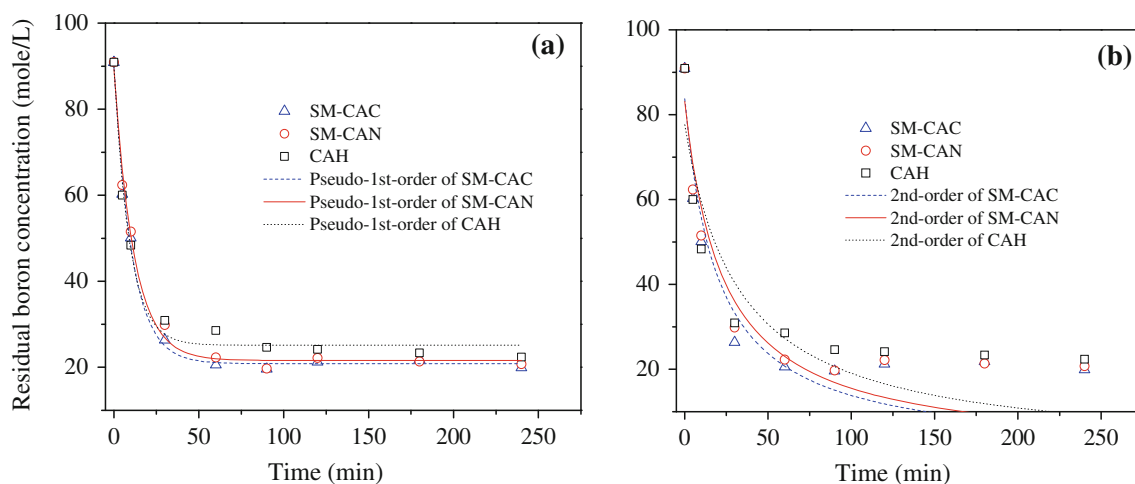 Residual boron concentration (mole/L)
100
80
60
40
20
(a)
SM-CAC
SM-CAN
CAH
Pseudo-1st-order of SM-CAC
Pseudo-1st-order of SM-CAN
Pseudo-1st-order of CAH
0 50 100 150 200 250
Time (min)
100
80
60
40
20
(b)
SM-CAC
SM-CAN
CAH
2nd-order of SM-CAC
2nd-order of SM-CAN
2nd-order of CAH
0 50 100 150 200 250
Time (min)